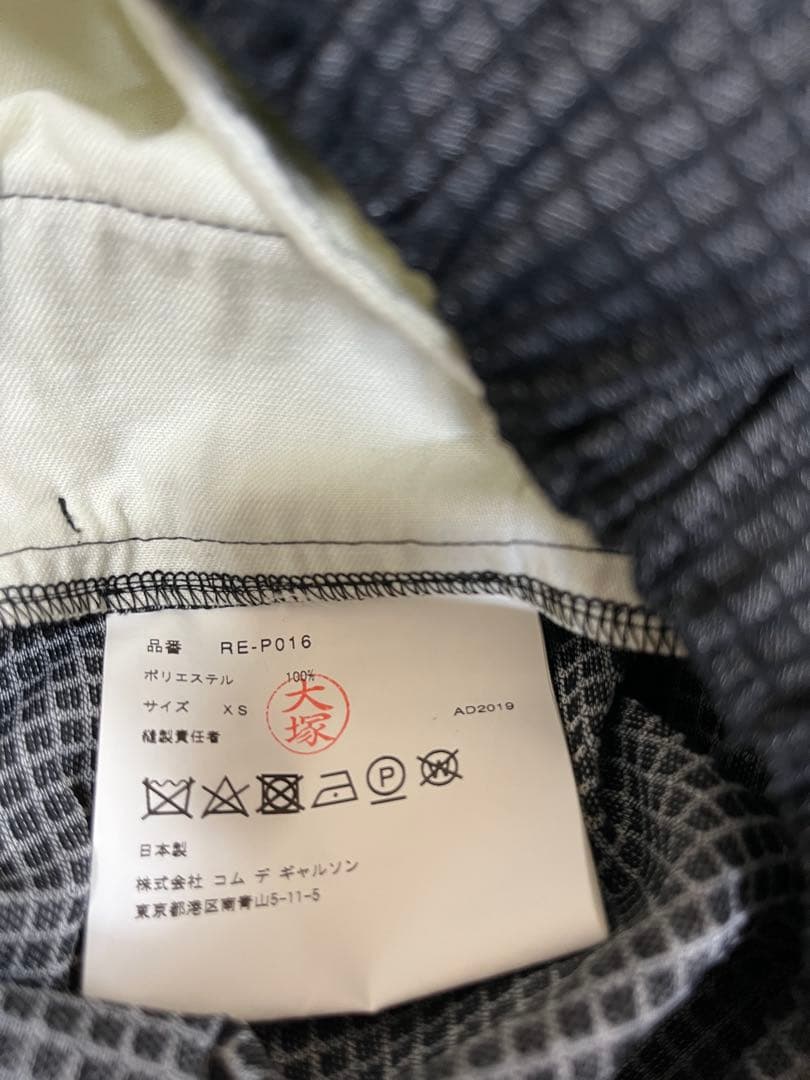 品番 RE-P016
ポリエステル 100%
サイズ XS
大塚
AD2019
縫製責任者
P
W
日本製
株式会社 コム デ ギャルソン
東京都港区南青山5-11-5